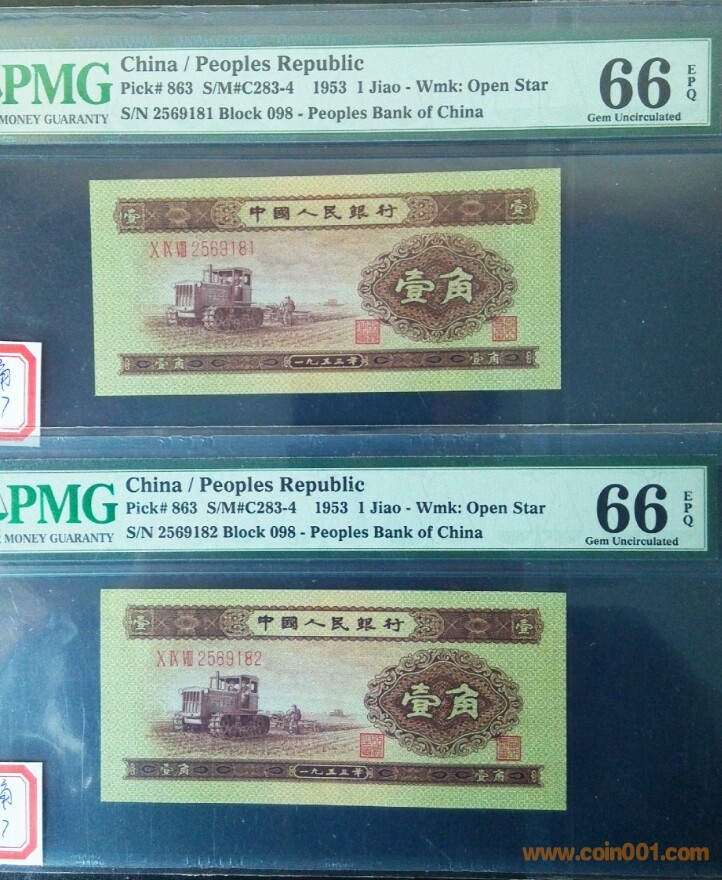 China / Peoples Republic
PMG
Pick# 863 S/M#C283-4 1953 1 Jiao - Wmk: Open Star
MONEY GUARANTY
S/N 2569181 Block 098 - Peoples Bank of China
66
EPQ
Gem Uncirculated
壹 中國人民銀行 壹
X IX VIII 2569181
壹角
壹角 一九五三年 壹角
角
7
China / Peoples Republic
PMG
Pick# 863 S/M#C283-4 1953 1 Jiao - Wmk: Open Star
MONEY GUARANTY
S/N 2569182 Block 098 - Peoples Bank of China
66
EPQ
Gem Uncirculated
壹 中國人民銀行 壹
X IX VIII 2569182
壹角
壹角 一九五三年 壹角
角
7
www.coin001.com